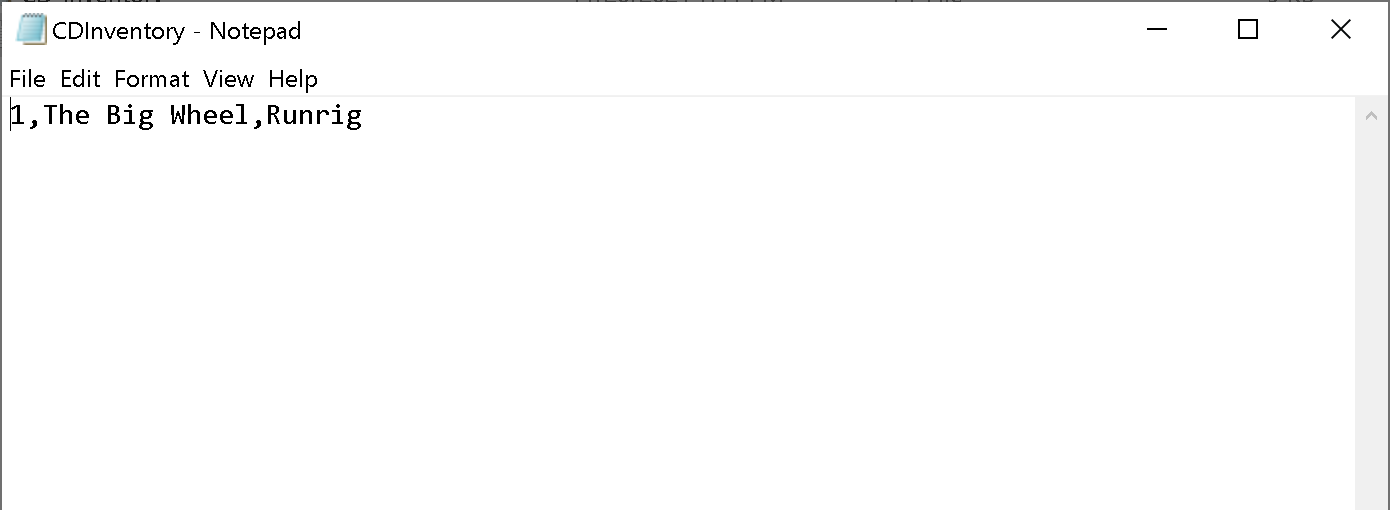 CDInventory - Notepad
File Edit Format View Help
1,The Big Wheel,Runrig